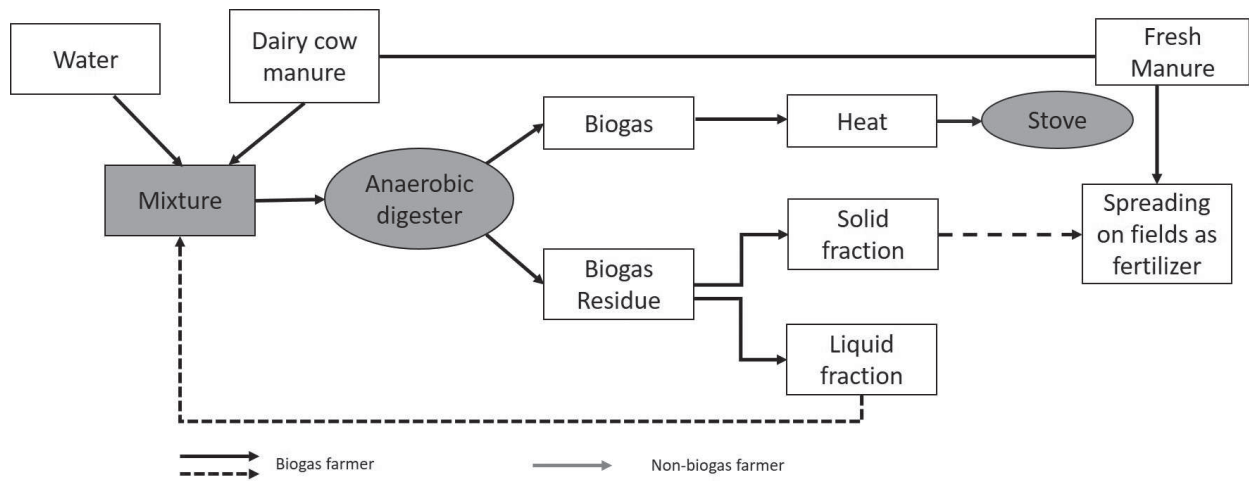 Water
Dairy cow
manure
Fresh
Manure
Biogas
Heat
Stove
Mixture
Anaerobic
digester
Solid
fraction
Spreading
on fields as
fertilizer
Biogas
Residue
Liquid
fraction
Biogas farmer
Non-biogas farmer